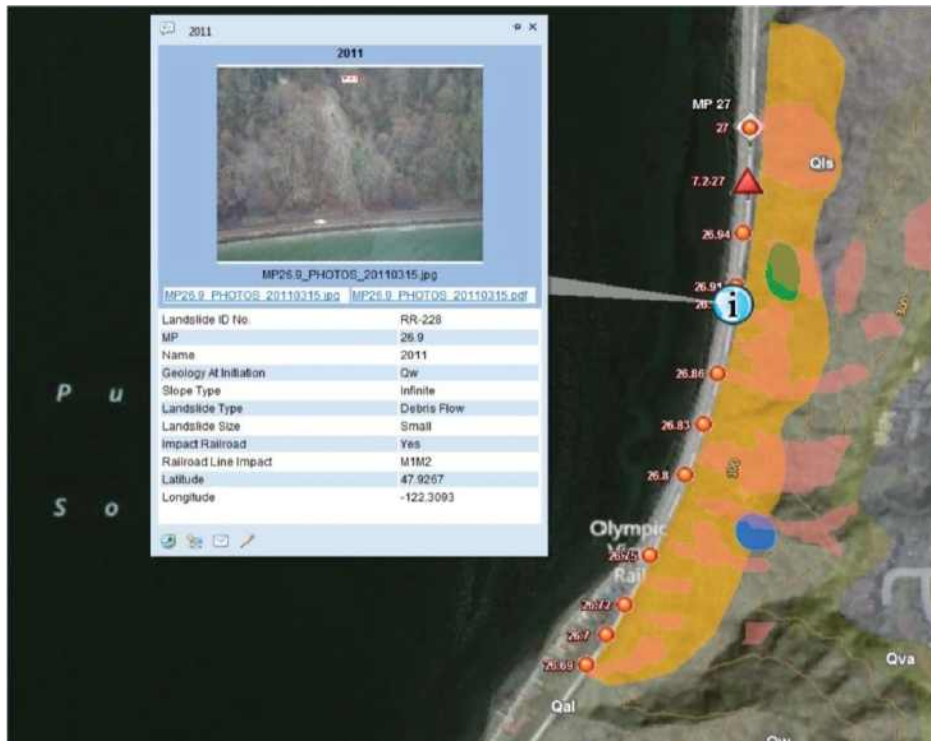 2011
2011
MP26.9_PHOTOS_20110315.jpg
MP26.9_PHOTOS_20110315.jpg MP26.9_PHOTOS_20110315.pdf
Landslide ID No. RR-228
MP 26.9
Name 2011
Geology At Initiation Qw
Slope Type Infinite
Landslide Type Debris Flow
Landslide Size Small
Impact Railroad Yes
Railroad Line Impact M1M2
Latitude 47.9267
Longitude -122.3093
P u
S o
MP 27
27
7.2-27
26.94
26.91
26.86
26.83
26.8
Olympic
26.75
Rail
26.72
26.7
26.69
Qls
300
Qva
Qal
Qw